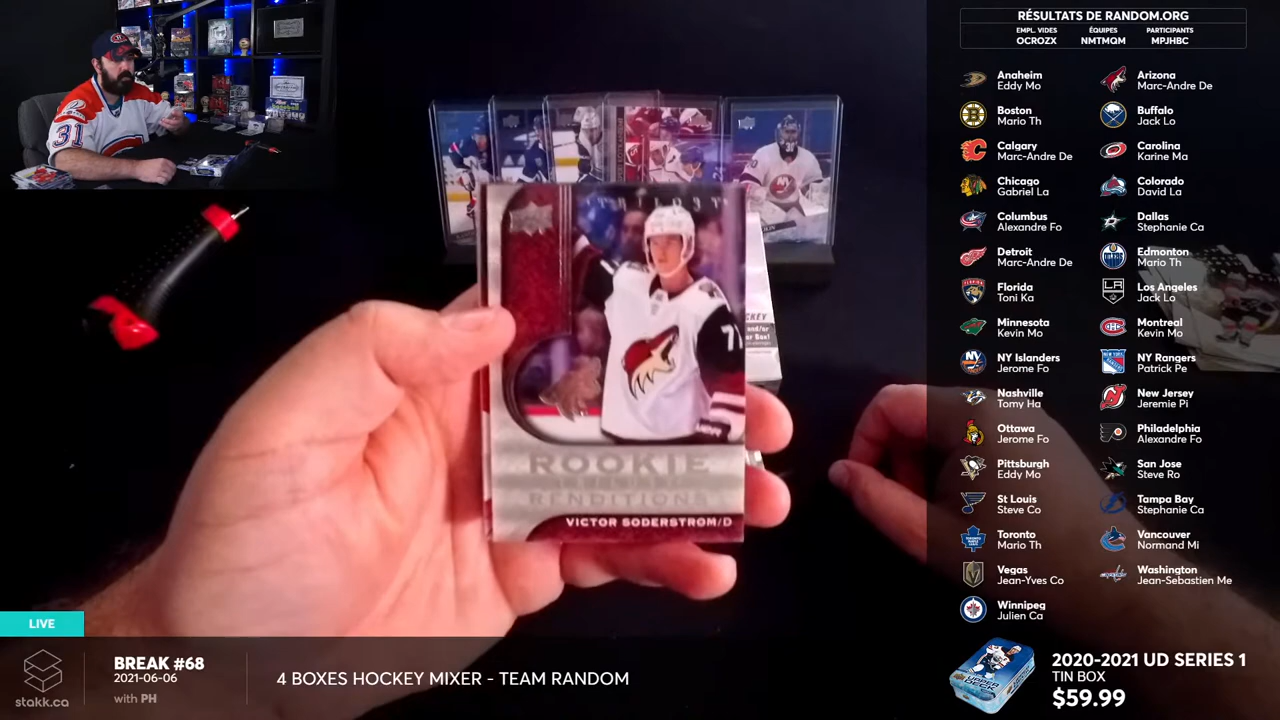 RÉSULTATS DE RANDOM.ORG
EMPL. VIDES ÉQUIPES PARTICIPANTS
OCROZX NMTMQM MPJHBC
Anaheim
Eddy Mo
Arizona
Marc-Andre De
Boston
Mario Th
Buffalo
Jack Lo
Calgary
Marc-Andre De
Carolina
Karine Ma
Chicago
Gabriel La
Colorado
David La
Columbus
Alexandre Fo
Dallas
Stephanie Ca
Detroit
Marc-Andre De
Edmonton
Mario Th
Florida
Toni Ka
Los Angeles
Jack Lo
Minnesota
Kevin Mo
Montreal
Kevin Mo
NY Islanders
Jerome Fo
NY Rangers
Patrick Pe
Nashville
Tomy Ha
New Jersey
Jeremie Pi
Ottawa
Jerome Fo
Philadelphia
Alexandre Fo
Pittsburgh
Eddy Mo
San Jose
Steve Ro
St Louis
Steve Co
Tampa Bay
Stephanie Ca
Toronto
Mario Th
Vancouver
Normand Mi
Vegas
Jean-Yves Co
Washington
Jean-Sebastien Me
Winnipeg
Julien Ca
31
7
ROOKIE
RENDITIONS
VICTOR SODERSTROM/D
and/or
LIVE
stakk.ca
BREAK #68
2021-06-06
with PH
4 BOXES HOCKEY MIXER - TEAM RANDOM
2020-2021 UD SERIES 1
TIN BOX
$59.99